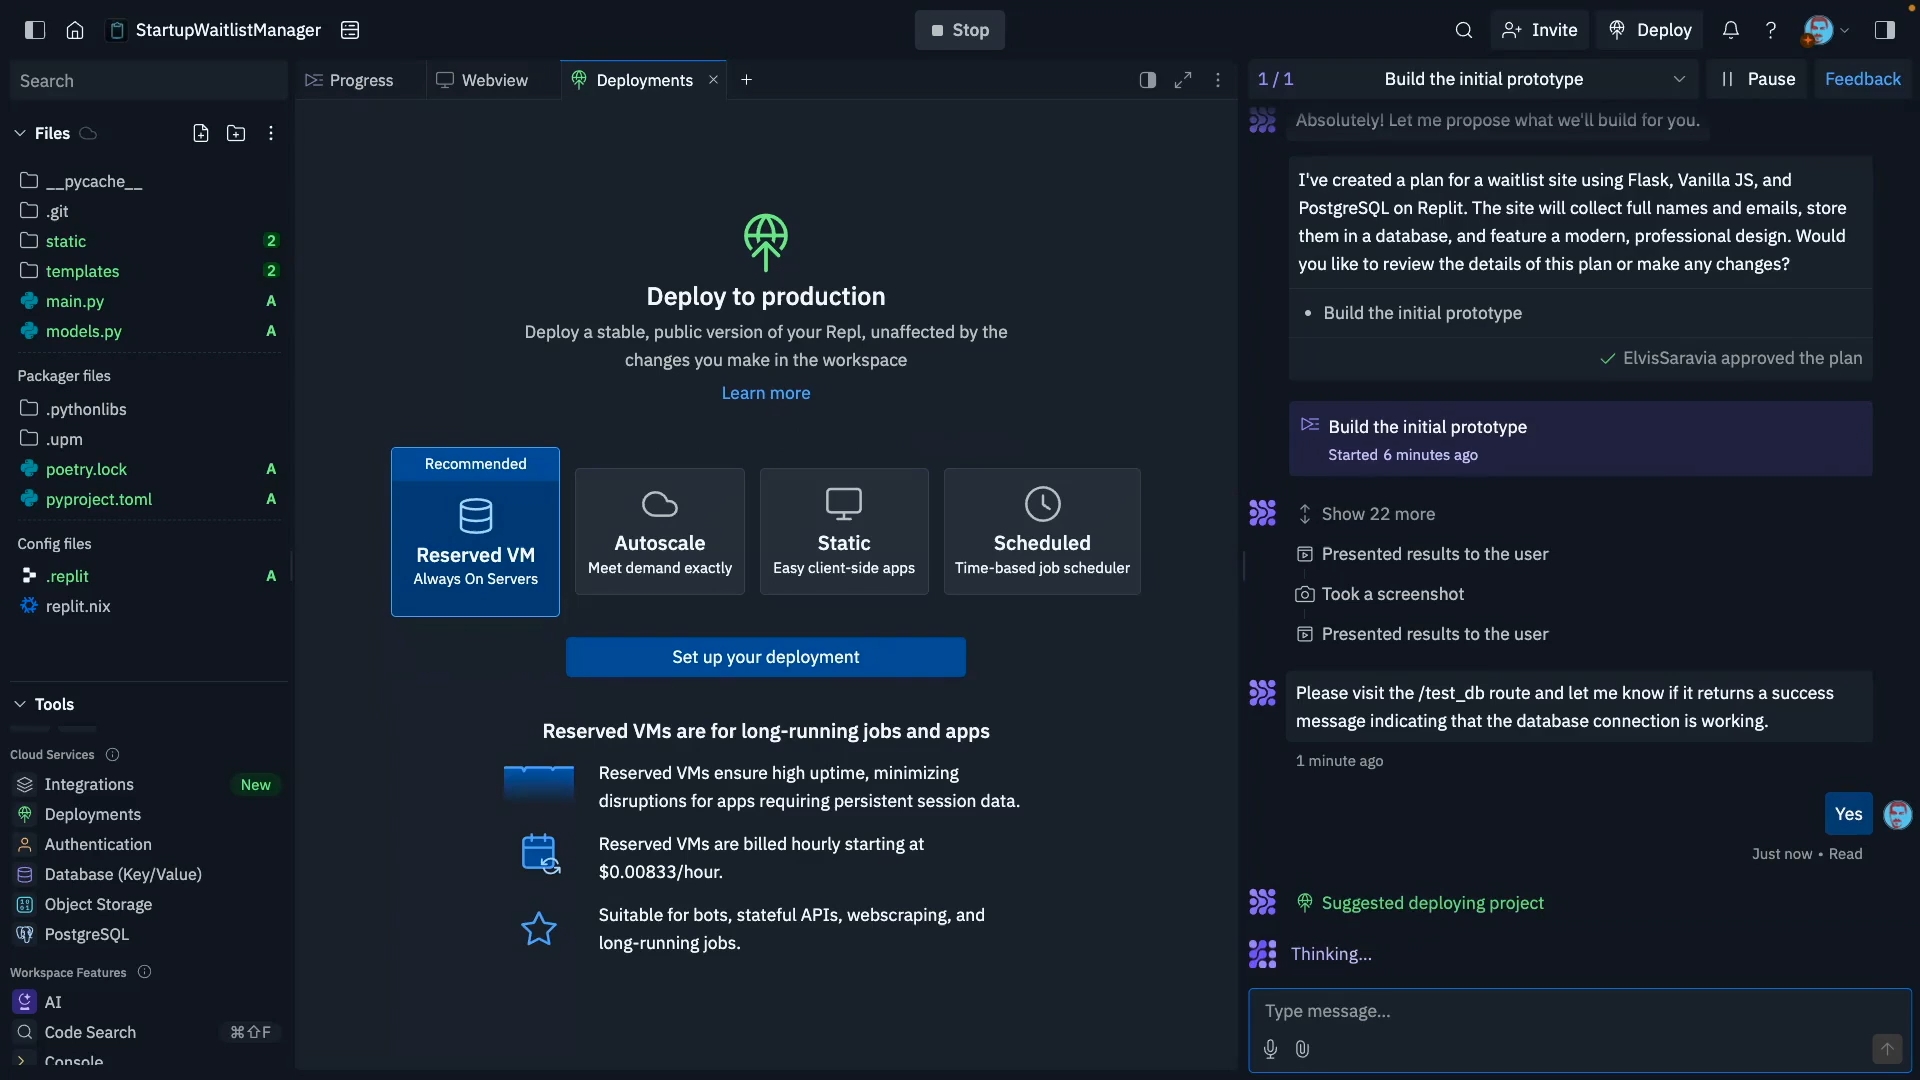 StartupWaitlistManager
Stop
Invite
Deploy
?
Search
Progress
Webview
Deployments
1 / 1
Build the initial prototype
Pause
Feedback
Files
__pycache__
.git
static 2
templates 2
main.py A
models.py A
Packager files
.pythonlibs
.upm
poetry.lock A
pyproject.toml A
Config files
.replit A
replit.nix
Tools
Cloud Services
Integrations New
Deployments
Authentication
Database (Key/Value)
Object Storage
PostgreSQL
Workspace Features
AI
Code Search ⌘⇧F
Console
Deploy to production
Deploy a stable, public version of your Repl, unaffected by the
changes you make in the workspace
Learn more
Recommended
Reserved VM
Always On Servers
Autoscale
Meet demand exactly
Static
Easy client-side apps
Scheduled
Time-based job scheduler
Set up your deployment
Reserved VMs are for long-running jobs and apps
Reserved VMs ensure high uptime, minimizing
disruptions for apps requiring persistent session data.
Reserved VMs are billed hourly starting at
$0.00833/hour.
Suitable for bots, stateful APIs, webscraping, and
long-running jobs.
Absolutely! Let me propose what we'll build for you.
I've created a plan for a waitlist site using Flask, Vanilla JS, and
PostgreSQL on Replit. The site will collect full names and emails, store
them in a database, and feature a modern, professional design. Would
you like to review the details of this plan or make any changes?
• Build the initial prototype
ElvisSaravia approved the plan
Build the initial prototype
Started 6 minutes ago
Show 22 more
Presented results to the user
Took a screenshot
Presented results to the user
Please visit the /test_db route and let me know if it returns a success
message indicating that the database connection is working.
1 minute ago
Yes
Just now • Read
Suggested deploying project
Thinking...
Type message...